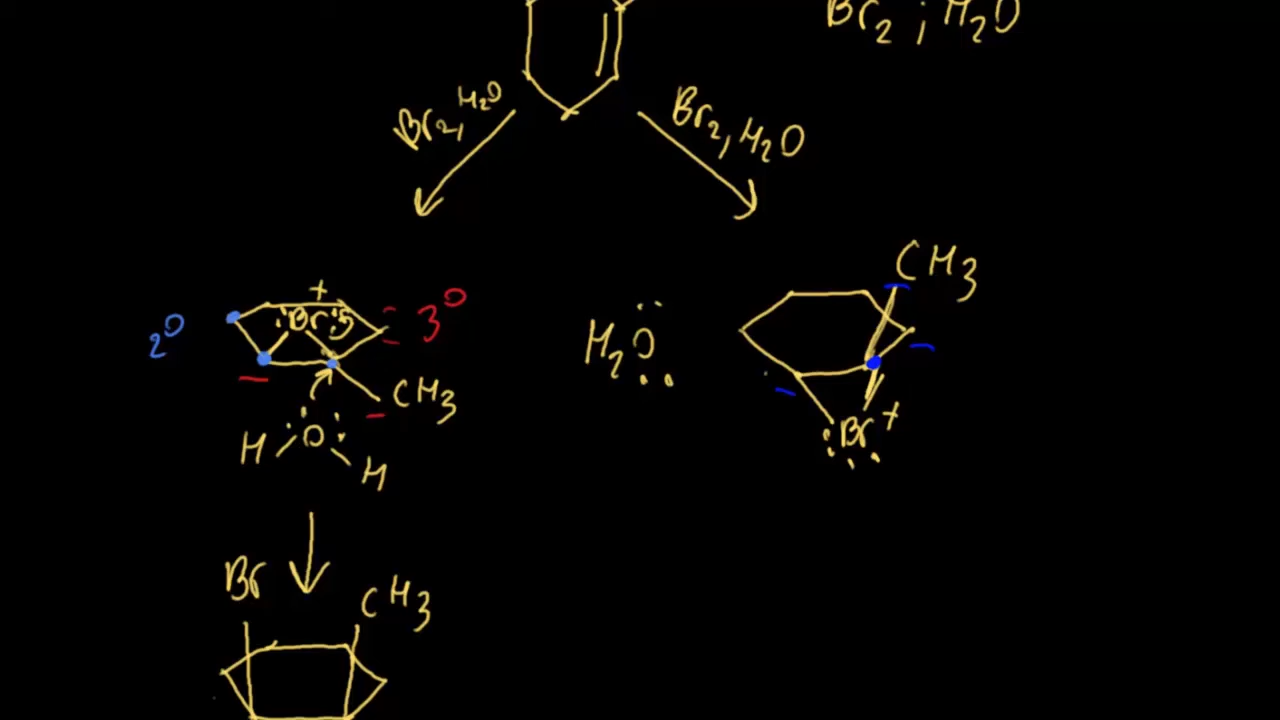 Br2 ; H2O
Br2, H2O
Br2, H2O
CH3
+
:Br:
3°
2°
H2O
CH3
Br+
O
H
H
Br
CH3